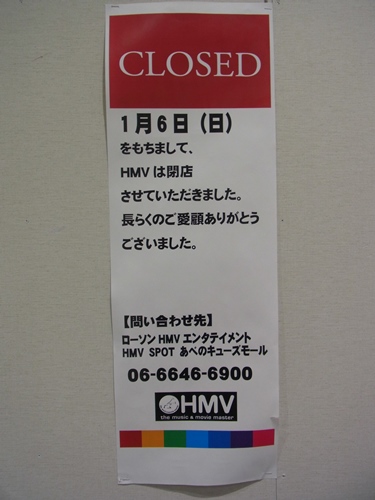 CLOSED
1月6日（日）
をもちまして、
HMVは閉店
させていただきました。
長らくのご愛顧ありがとう
ございました。
【問い合わせ先】
ローソンHMVエンタテイメント
HMV SPOT あべのキューズモール
06-6646-6900
HMV
the music & movie master